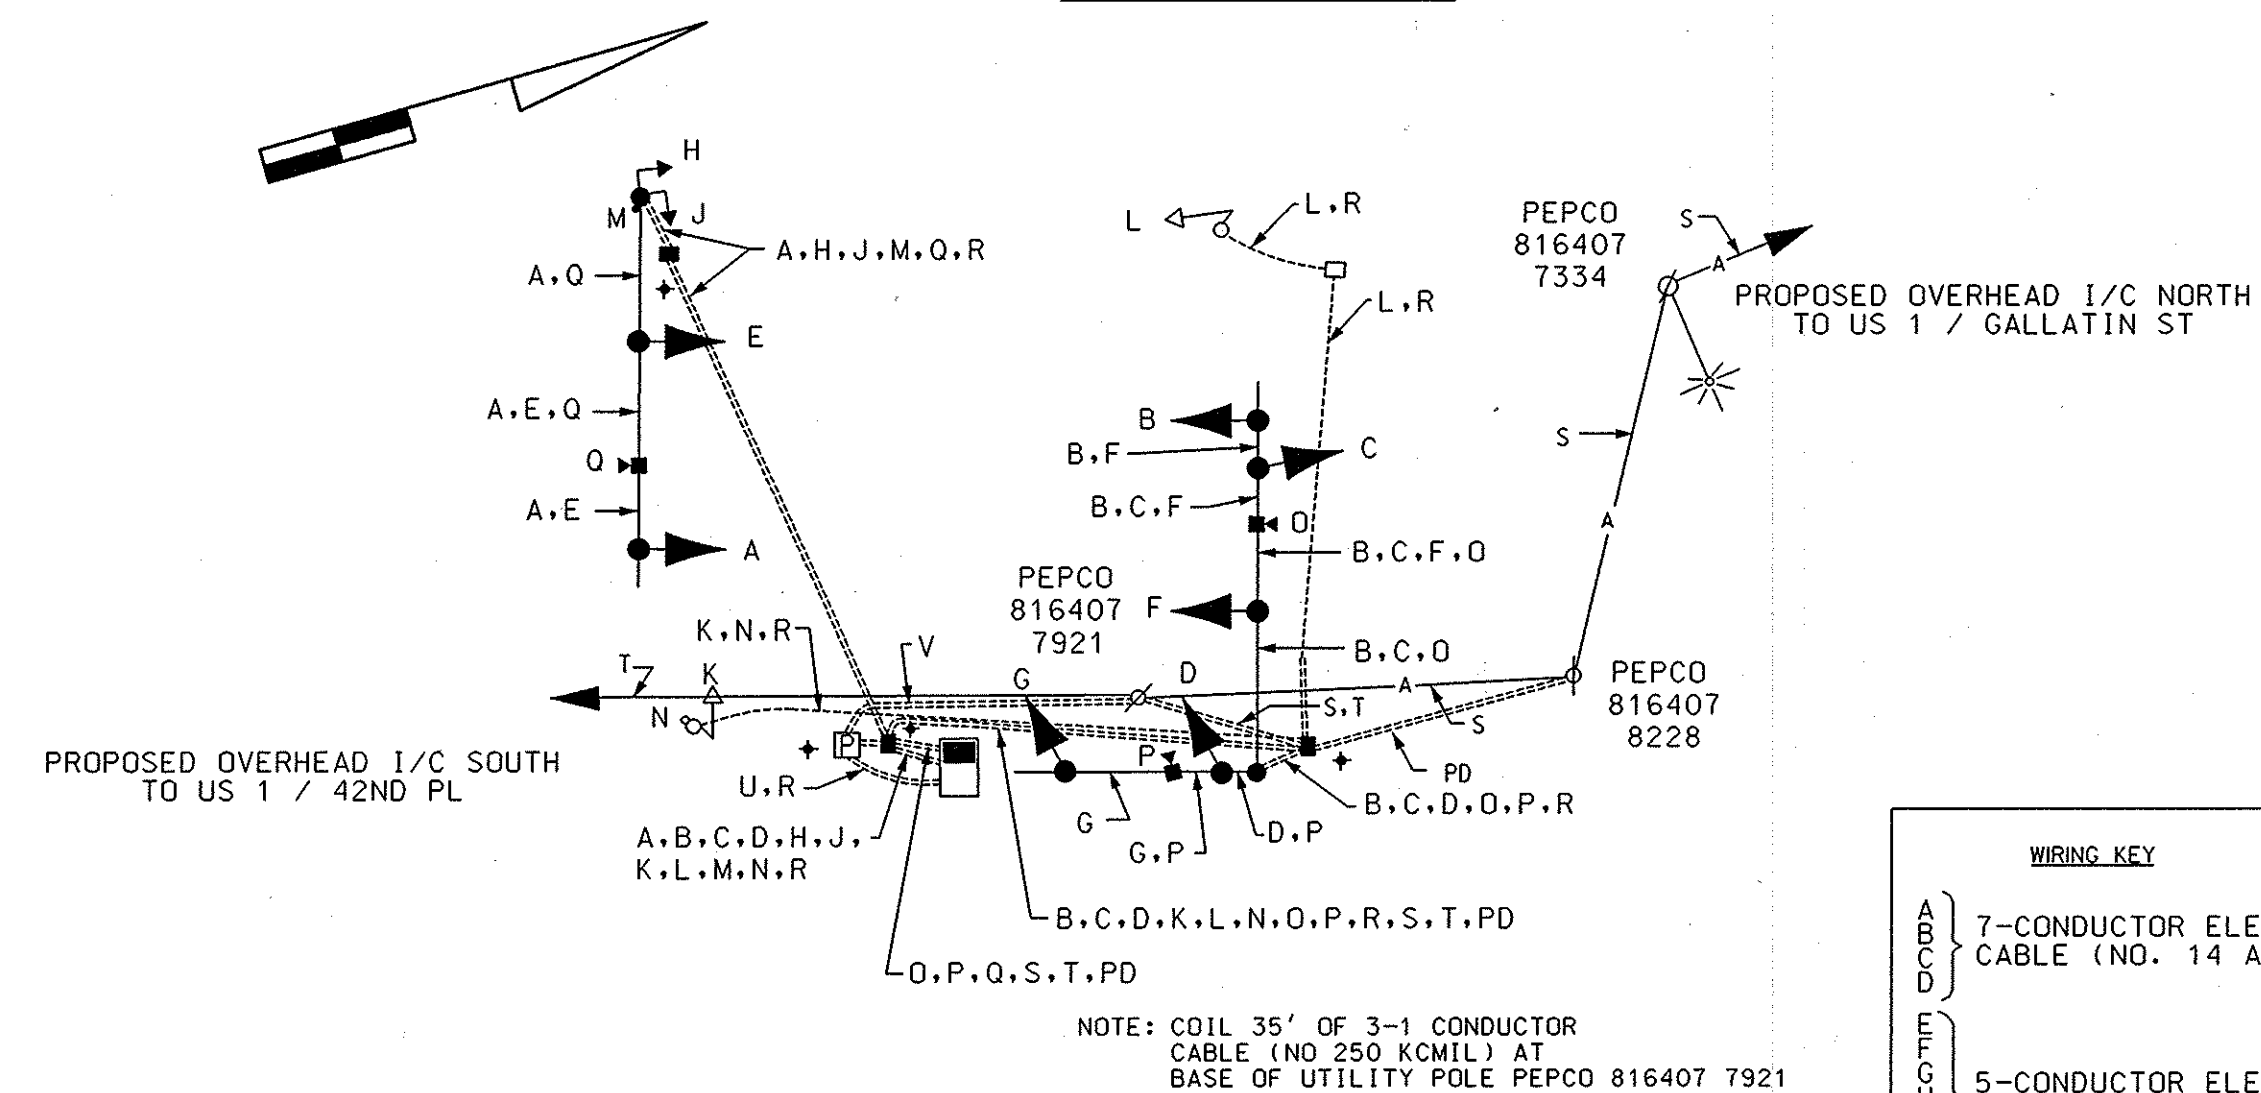 H
M
J
A,H,J,M,Q,R
A,Q
E
A,E,Q
Q
A,E
A
L
L,R
L,R
PEPCO
816407
7334
S
A
PROPOSED OVERHEAD I/C NORTH
TO US 1 / GALLATIN ST
B
B,F
C
B,C,F
O
B,C,F,O
S
A
PEPCO
816407
7921
F
B,C,O
K,N,R
V
T
K
N
G
D
A
S,T
S
PEPCO
816407
8228
PROPOSED OVERHEAD I/C SOUTH
TO US 1 / 42ND PL
P
U,R
P
PD
B,C,D,O,P,R
G
G,P
D,P
A,B,C,D,H,J,
K,L,M,N,R
B,C,D,K,L,N,O,P,R,S,T,PD
O,P,Q,S,T,PD
NOTE: COIL 35' OF 3-1 CONDUCTOR
CABLE (NO 250 KCMIL) AT
BASE OF UTILITY POLE PEPCO 816407 7921
WIRING KEY
A
B
C
D
7-CONDUCTOR ELE
CABLE (NO. 14 A
E
F
G
5-CONDUCTOR ELE